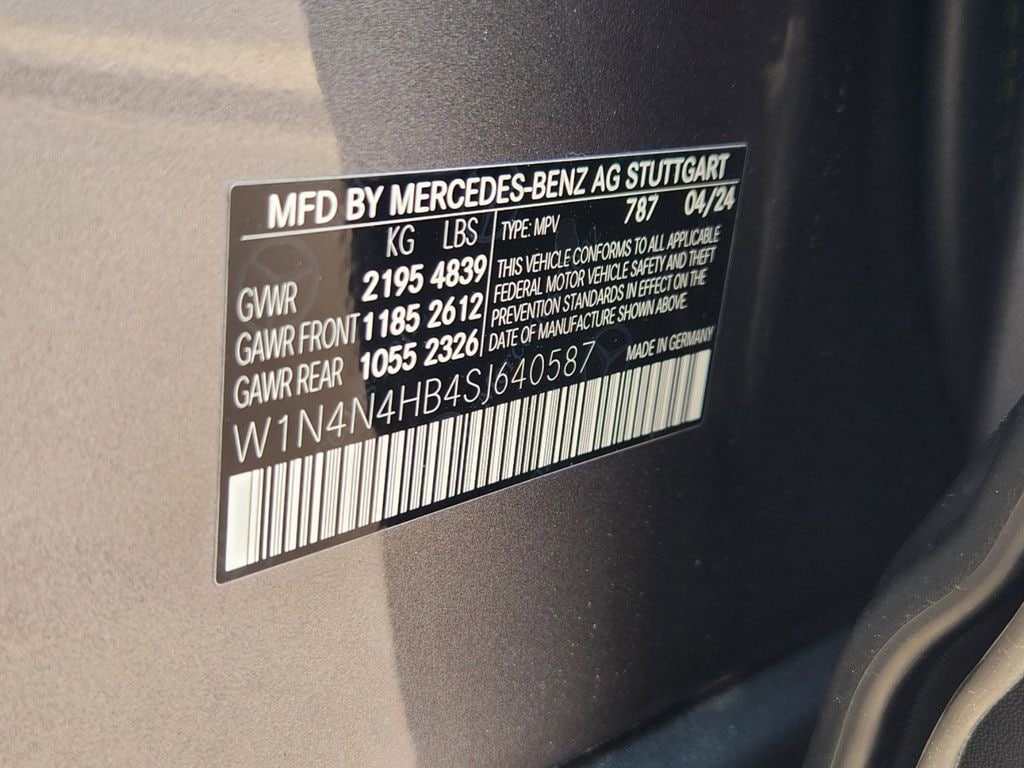 MFD BY MERCEDES-BENZ AG STUTTGART
KG LBS
GVWR 2195 4839
GAWR FRONT 1185 2612
GAWR REAR 1055 2326
787 04/24
TYPE: MPV
THIS VEHICLE CONFORMS TO ALL APPLICABLE
FEDERAL MOTOR VEHICLE SAFETY AND THEFT
PREVENTION STANDARDS IN EFFECT ON THE
DATE OF MANUFACTURE SHOWN ABOVE.
W1N4N4HB4SJ640587
MADE IN GERMANY